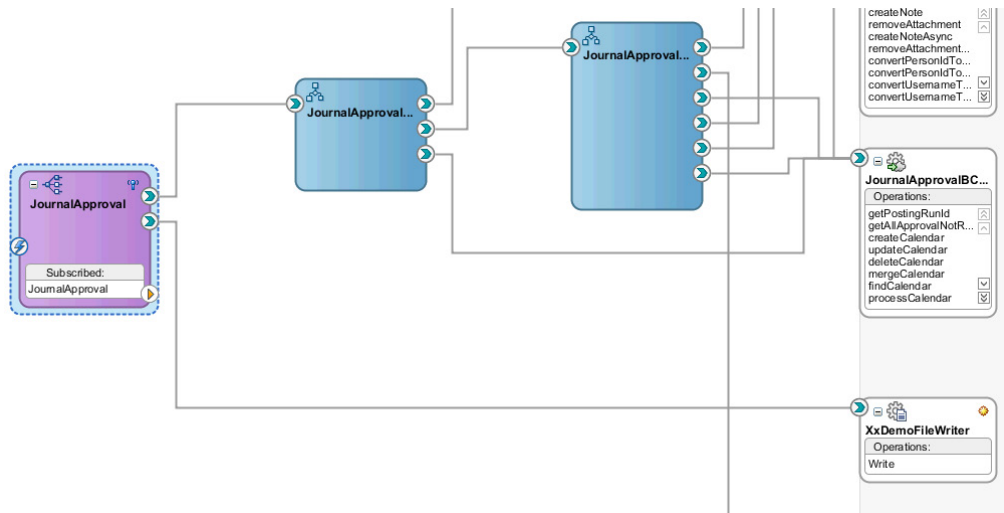 createNote
removeAttachment
createNoteAsync
removeAttachment...
convertPersonIdTo...
convertPersonIdTo...
convertUsernameT...
convertUsernameT...
JournalApproval...
JournalApproval...
JournalApproval
Subscribed:
JournalApproval
JournalApprovalBC...
Operations:
getPostingRunId
getAllApprovalNotR...
createCalendar
updateCalendar
deleteCalendar
mergeCalendar
findCalendar
processCalendar
XxDemoFileWriter
Operations:
Write